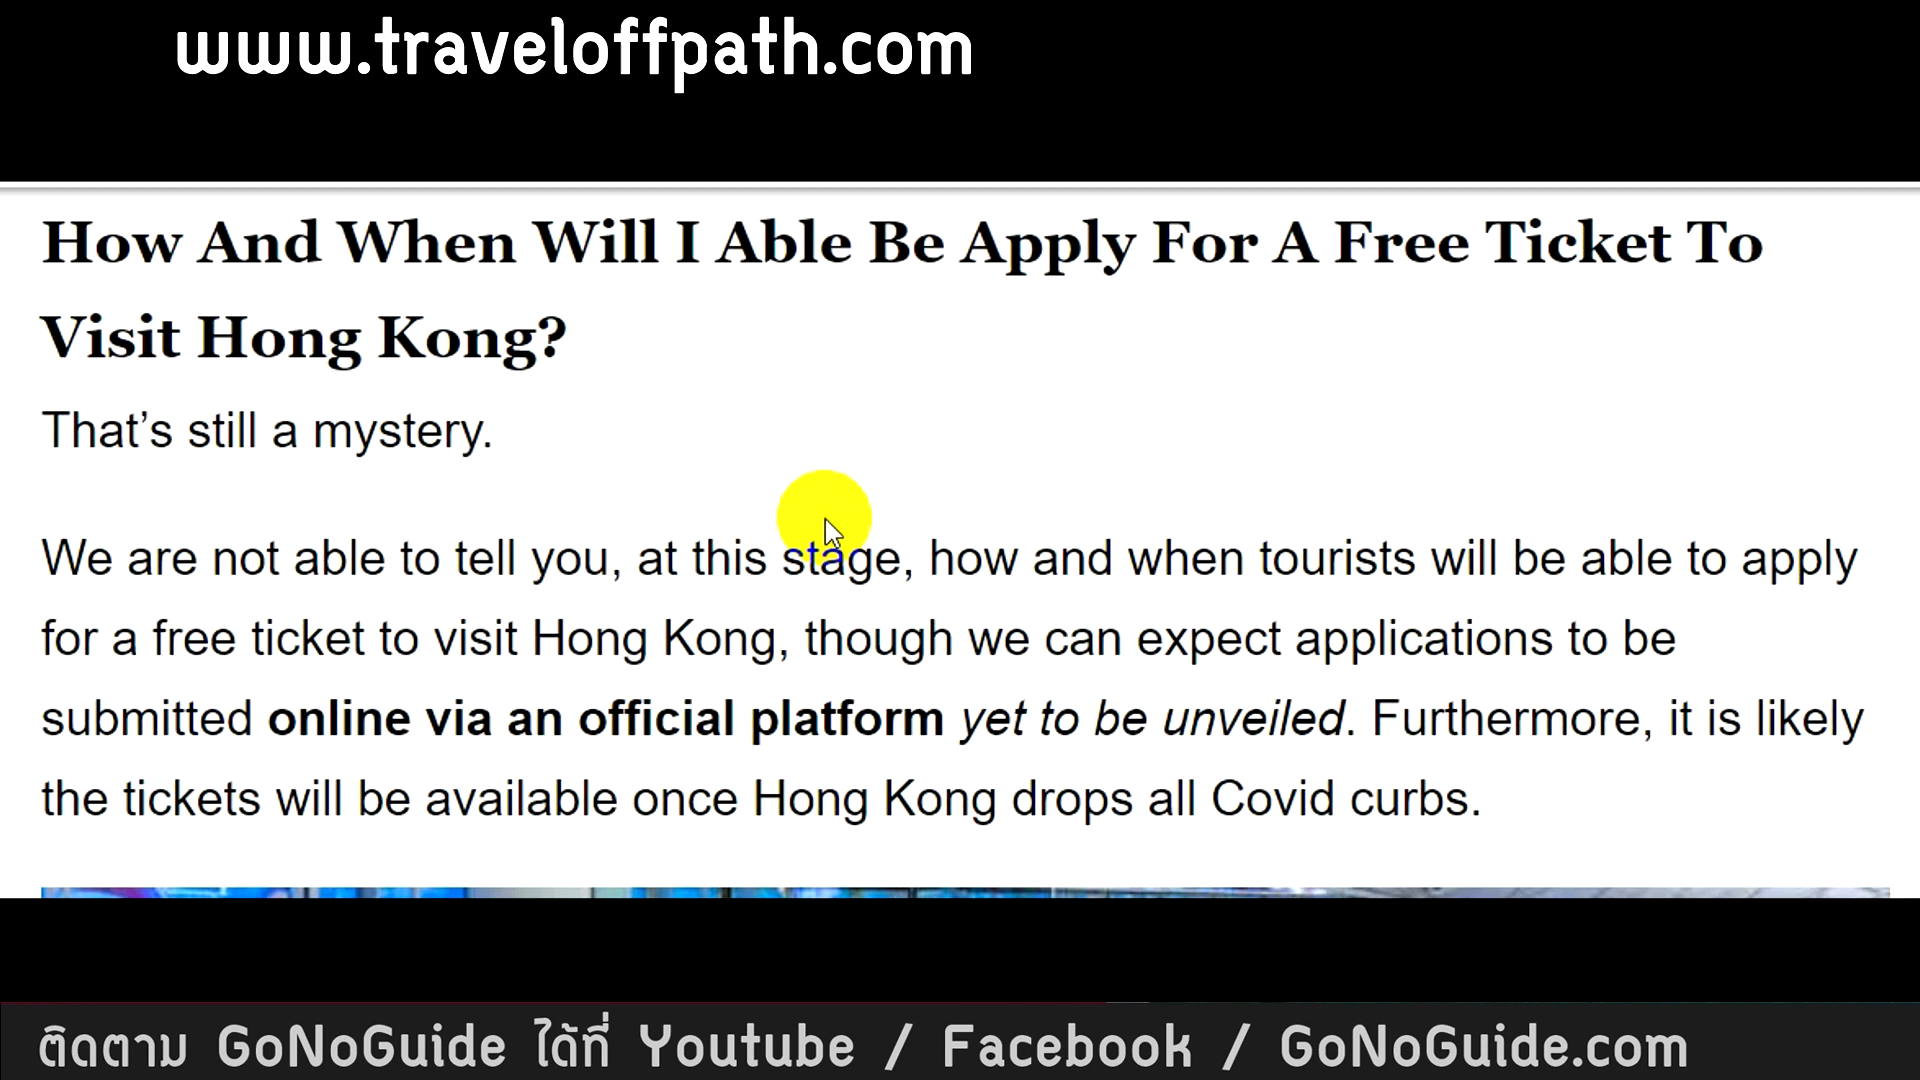 www.traveloffpath.com
How And When Will I Able Be Apply For A Free Ticket To
Visit Hong Kong?
That’s still a mystery.
We are not able to tell you, at this stage, how and when tourists will be able to apply
for a free ticket to visit Hong Kong, though we can expect applications to be
submitted online via an official platform yet to be unveiled. Furthermore, it is likely
the tickets will be available once Hong Kong drops all Covid curbs.
ติดตาม GoNoGuide ได้ที่ Youtube / Facebook / GoNoGuide.com